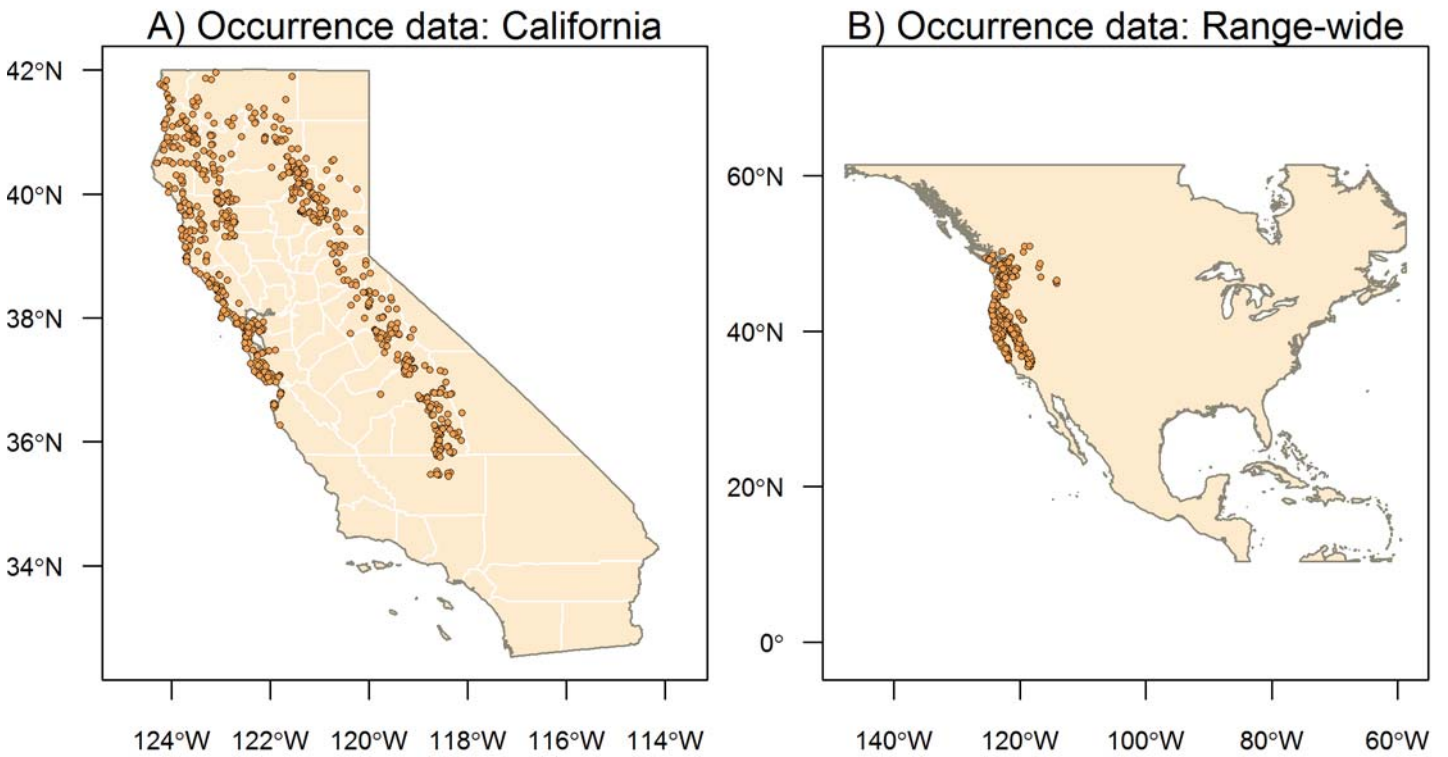 A) Occurrence data: California
42°N
40°N
38°N
36°N
34°N
124°W 122°W 120°W 118°W 116°W 114°W
B) Occurrence data: Range-wide
60°N
40°N
20°N
0°
140°W 120°W 100°W 80°W 60°W